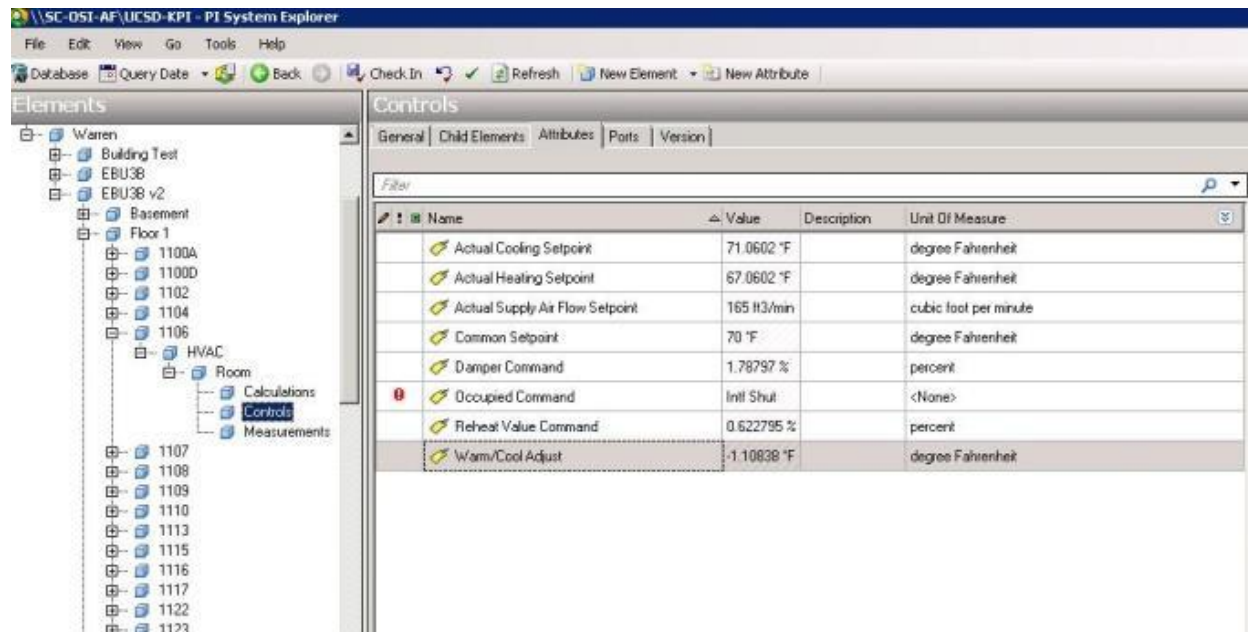 \\SC-OSI-AF\UCSD-KPI - PI System Explorer
File Edit View Go Tools Help
Database Query Date Back Check In Refresh New Element New Attribute
Elements
Warren
Building Test
EBU3B
EBU3B v2
Basement
Floor 1
1100A
1100D
1102
1104
1106
HVAC
Room
Calculations
Controls
Measurements
1107
1108
1109
1110
1113
1115
1116
1117
1122
1123
Controls
General Child Elements Attributes Ports Version
Filter
Name Value Description Unit Of Measure
Actual Cooling Setpoint 71.0602 °F degree Fahrenheit
Actual Heating Setpoint 67.0602 °F degree Fahrenheit
Actual Supply Air Flow Setpoint 165 ft3/min cubic foot per minute
Common Setpoint 70 °F degree Fahrenheit
Damper Command 1.78797 % percent
Occupied Command Intl Shut <None>
Reheat Value Command 0.622795 % percent
Warm/Cool Adjust -1.10838 °F degree Fahrenheit